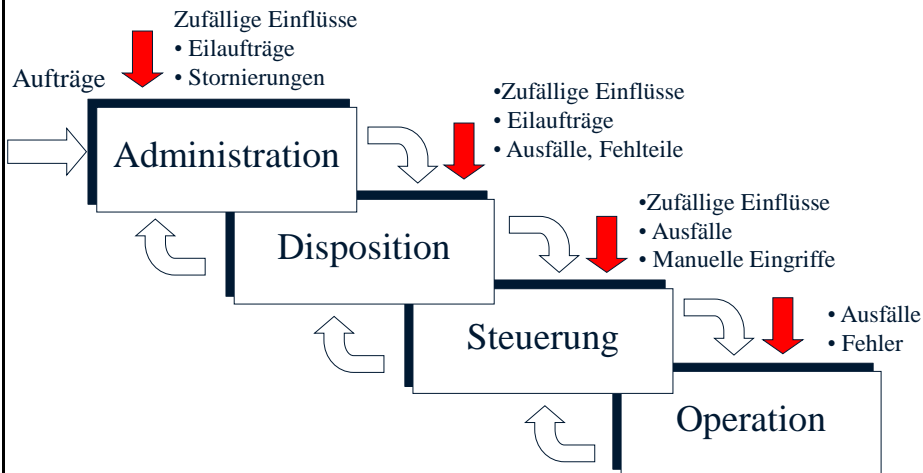 Zufällige Einflüsse
• Eilaufträge
• Stornierungen
Aufträge
Administration
•Zufällige Einflüsse
• Eilaufträge
• Ausfälle, Fehlteile
Disposition
•Zufällige Einflüsse
• Ausfälle
• Manuelle Eingriffe
Steuerung
• Ausfälle
• Fehler
Operation